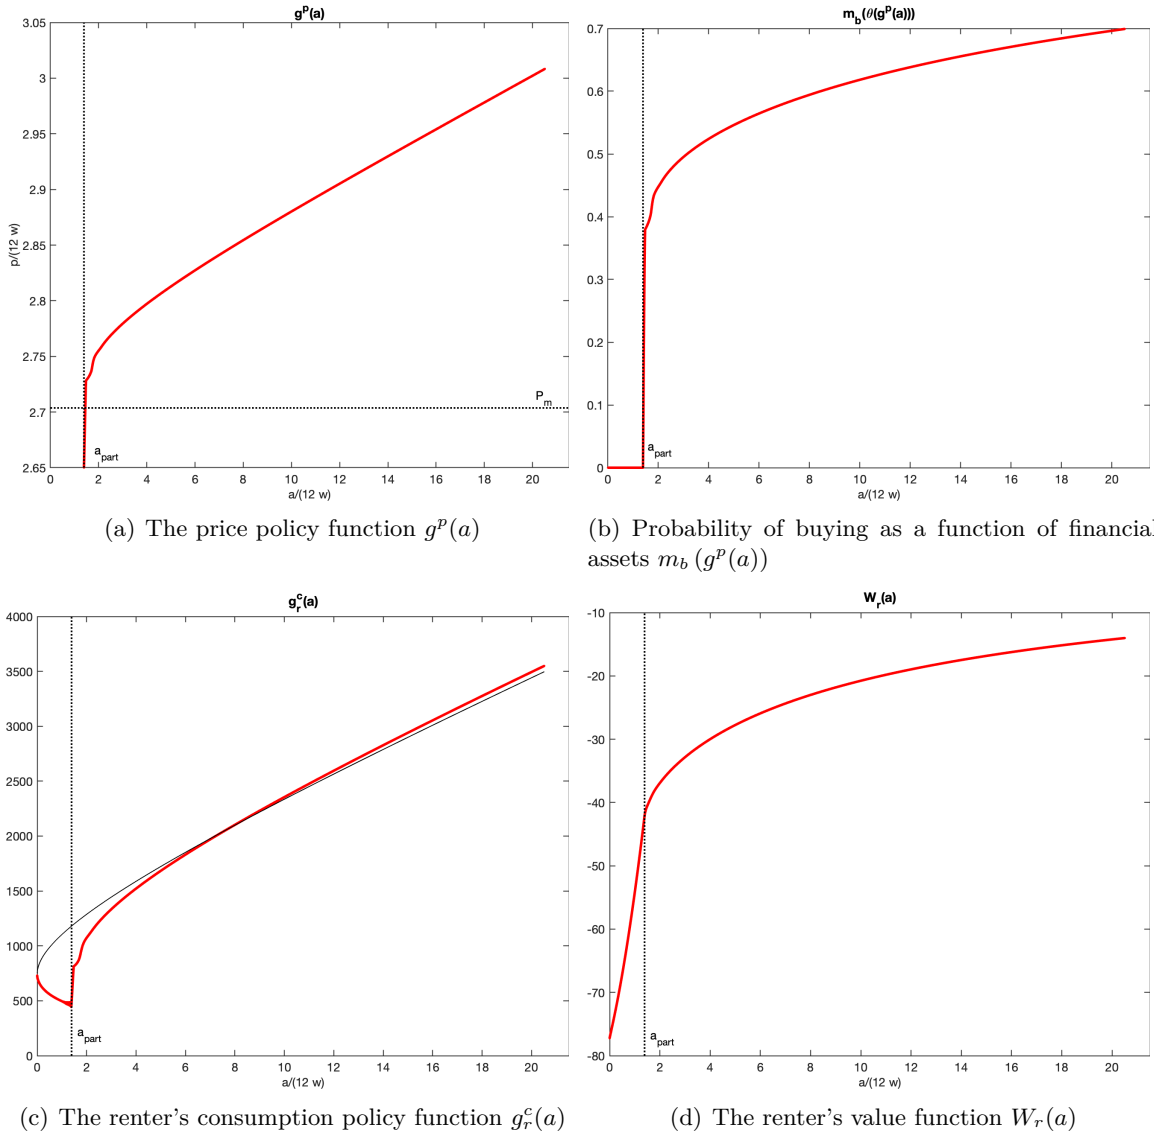 g^p(a)
3.05
3
2.95
2.9
2.85
2.8
2.75
2.7
2.65
p/(12 w)
P_m
a_part
0 2 4 6 8 10 12 14 16 18 20
a/(12 w)
(a) The price policy function g^p(a)
m_b(θ(g^p(a)))
0.7
0.6
0.5
0.4
0.3
0.2
0.1
0
a_part
0 2 4 6 8 10 12 14 16 18 20
a/(12 w)
(b) Probability of buying as a function of financial
assets m_b (g^p(a))
g_r^c(a)
4000
3500
3000
2500
2000
1500
1000
500
0
a_part
0 2 4 6 8 10 12 14 16 18 20
a/(12 w)
(c) The renter's consumption policy function g_r^c(a)
W_r(a)
-10
-20
-30
-40
-50
-60
-70
-80
a_part
0 2 4 6 8 10 12 14 16 18 20
a/(12 w)
(d) The renter's value function W_r(a)